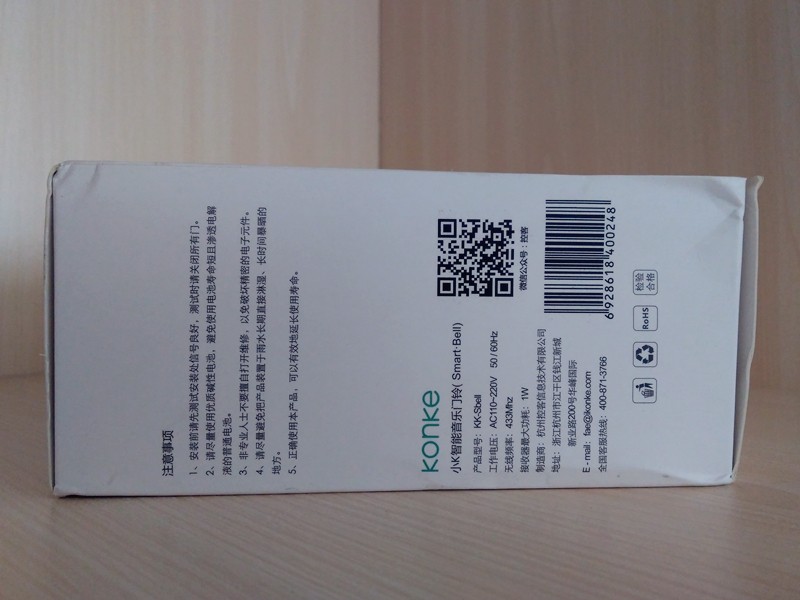 注意事项
1、安装前请先测试安装处信号良好，测试时请关闭所有门。
2、请尽量使用优质碱性电池，避免使用电池寿命短且渗透电解
液的普通电池。
3、非专业人士不要擅自打开维修，以免破坏精密的电子元件。
4、请尽量避免把产品装置于雨水长期直接淋湿、长时间暴晒的
地方。
5、正确使用本产品，可以有效地延长使用寿命。
konke
小K智能音乐门铃( Smart-Bell)
产品型号：KK-Sbell
工作电压：AC110~220V 50 / 60Hz
无线频率：433Mhz
接收器最大功耗：1W
制造商：杭州控客信息技术有限公司
地址：浙江杭州市江干区钱江新城
新业路200号华峰国际
E - mail：fae@ikonke.com
全国客服热线：400-871-3766
微信公众号：控客
6 928618 400248
RoHS
检验
合格